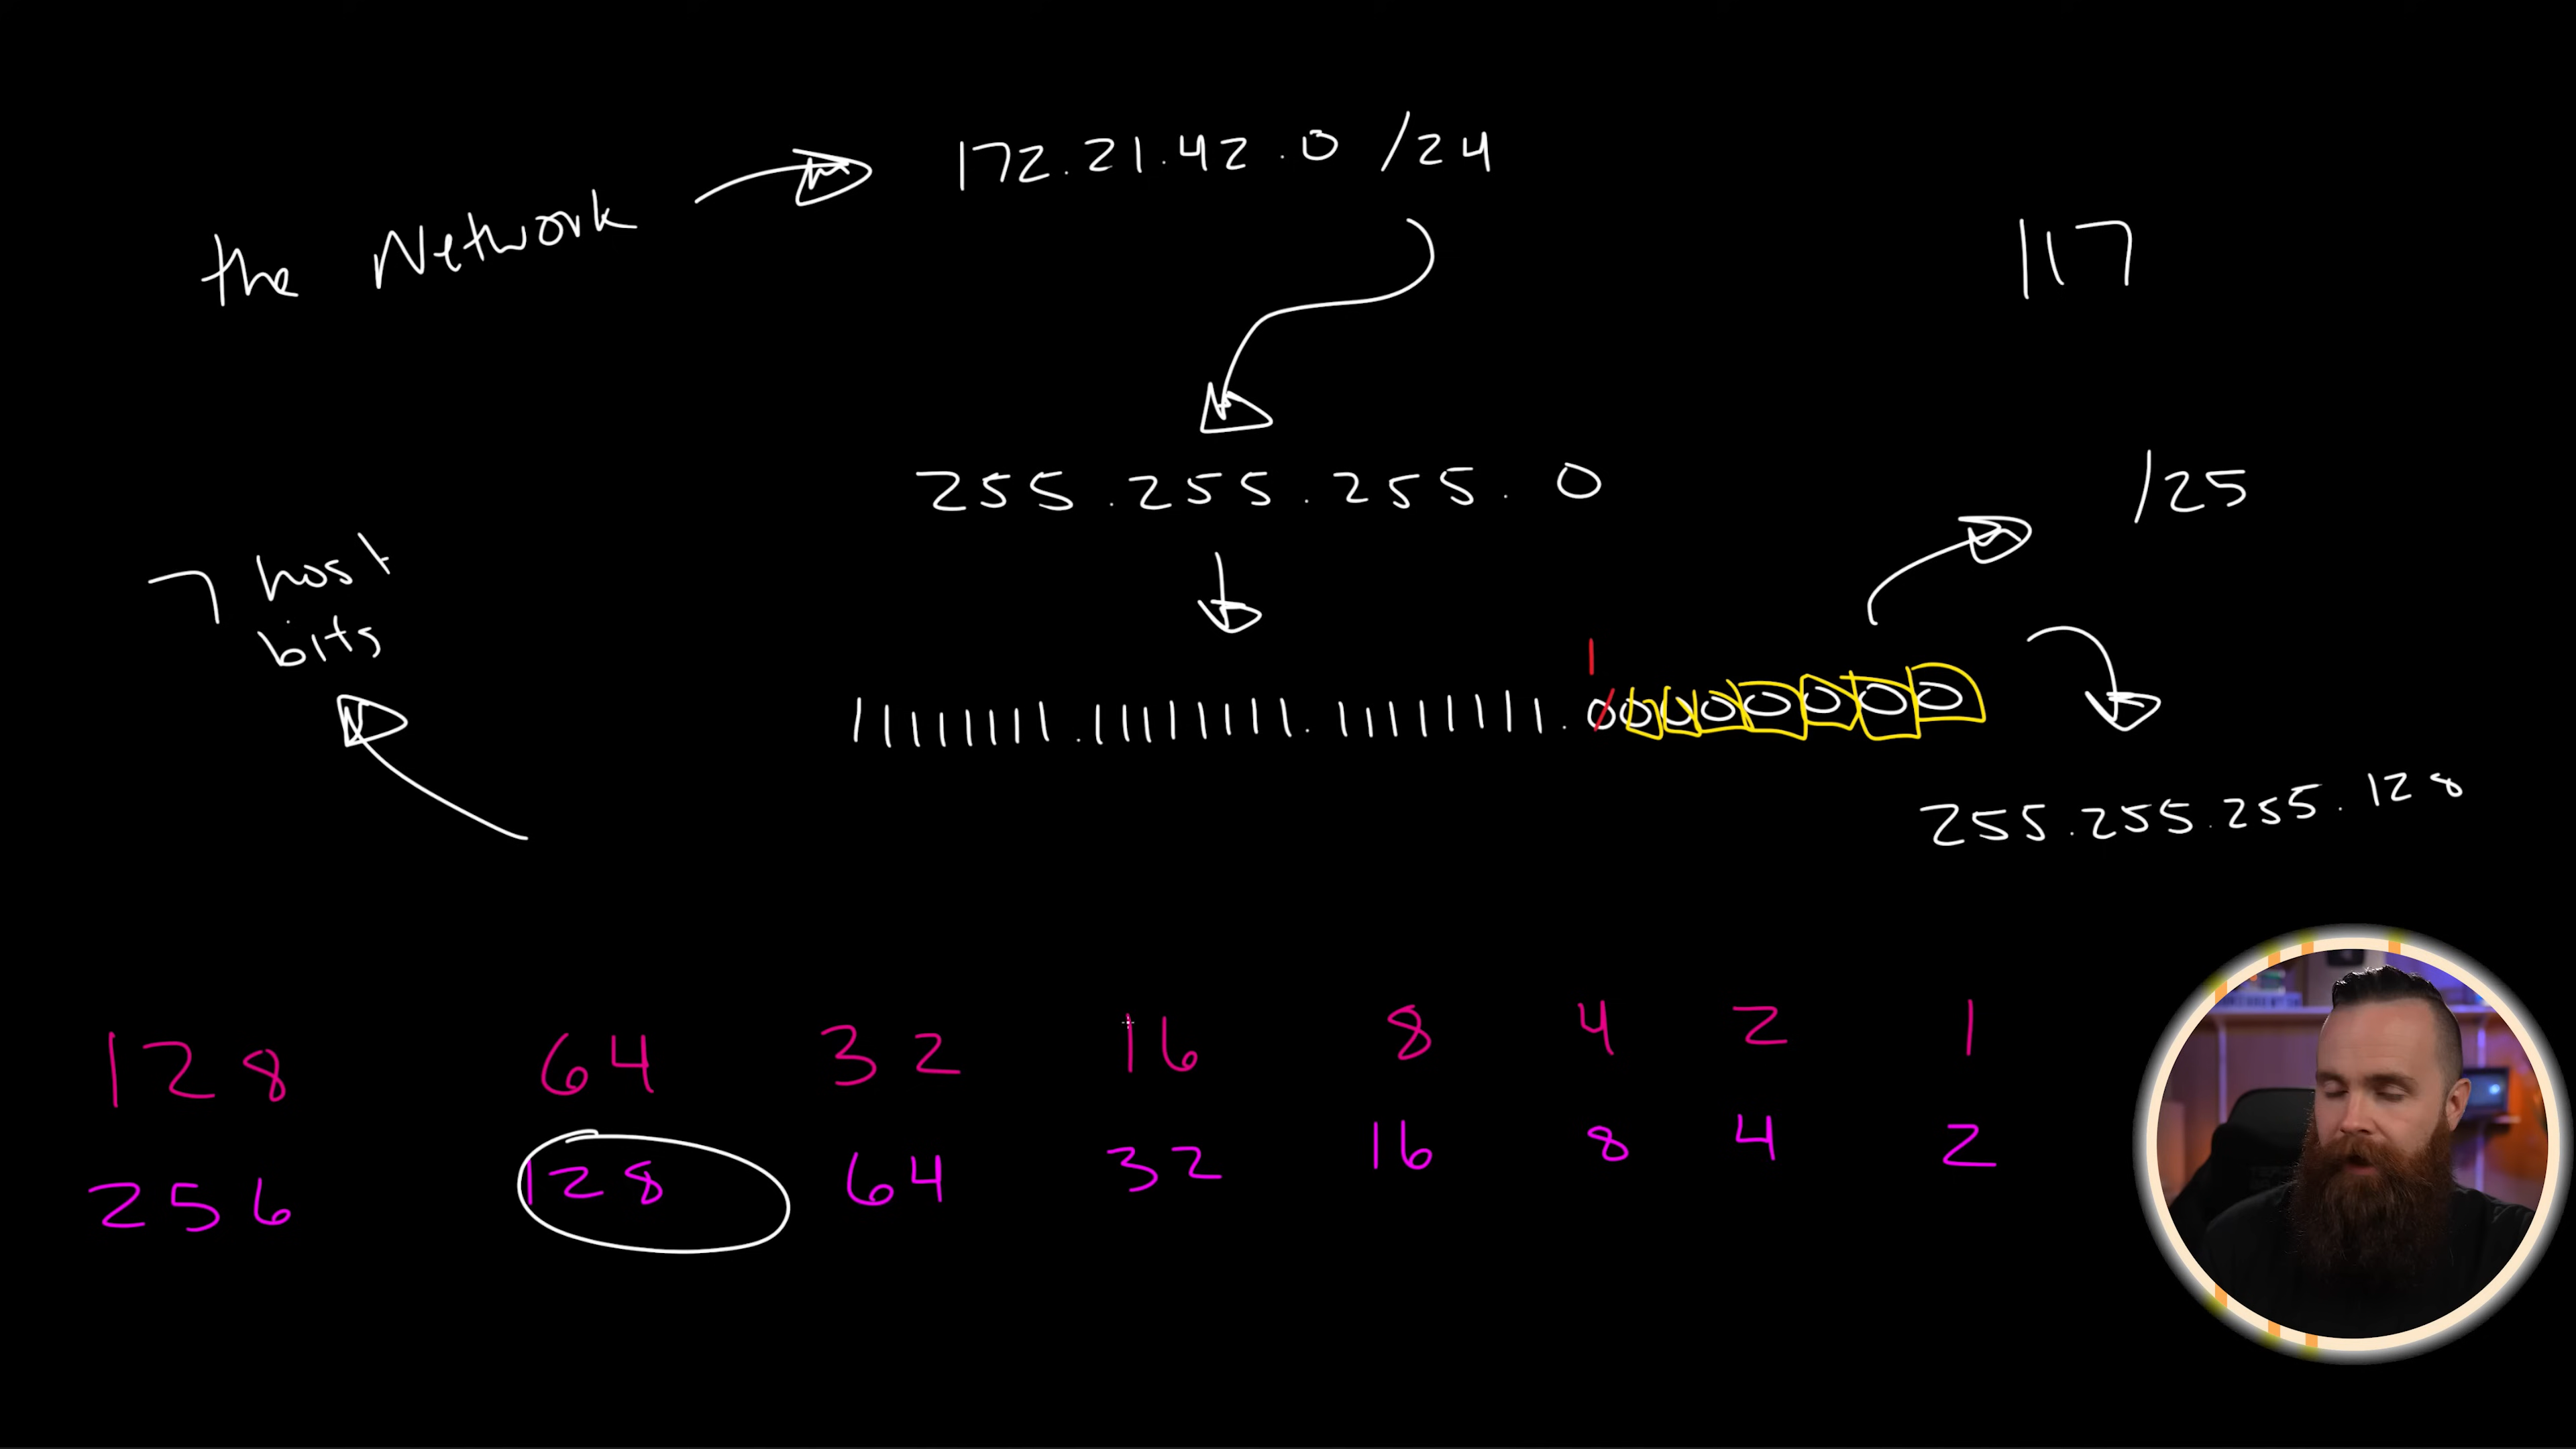 172.21.42.0 /24
the Network
117
255.255.255.0
/25
7 host
bits
1
11111111.11111111.11111111.00000000
255.255.255.128
128 64 32 16 8 4 2 1
256 128 64 32 16 8 4 2